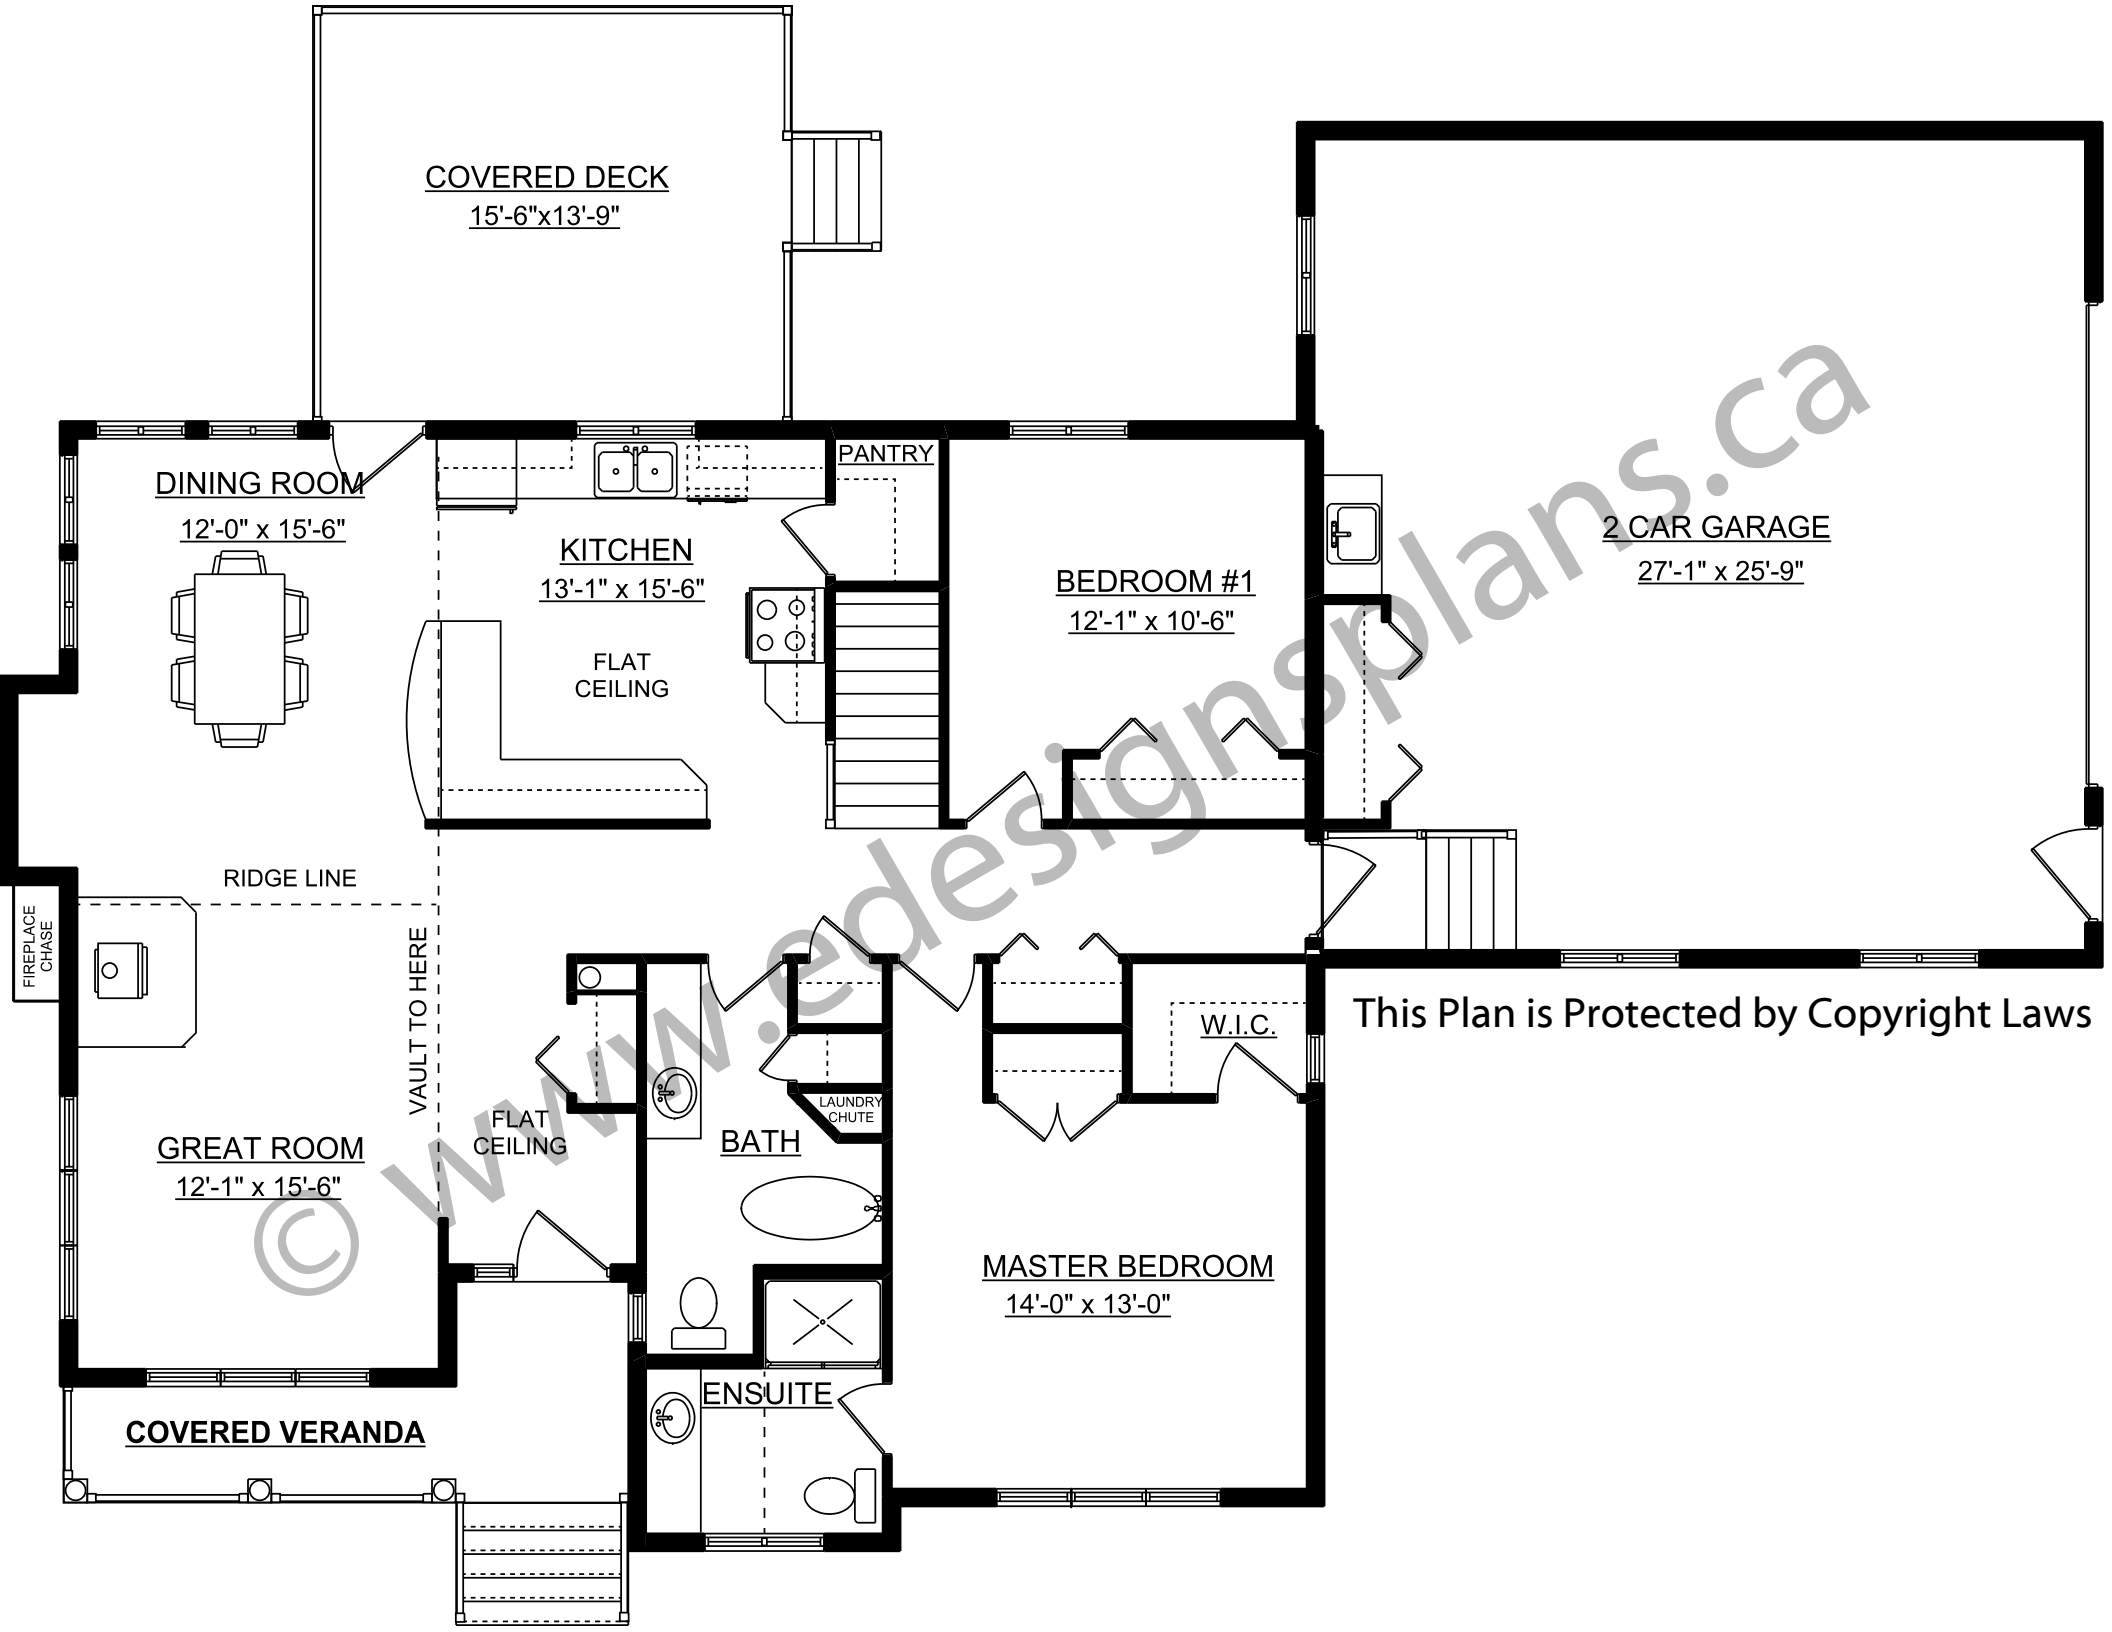 COVERED DECK
15'-6"x13'-9"
PANTRY
DINING ROOM
12'-0" x 15'-6"
KITCHEN
13'-1" x 15'-6"
FLAT
CEILING
BEDROOM #1
12'-1" x 10'-6"
2 CAR GARAGE
27'-1" x 25'-9"
RIDGE LINE
FIREPLACE
CHASE
VAULT TO HERE
W.I.C.
This Plan is Protected by Copyright Laws
LAUNDRY
CHUTE
FLAT
CEILING
BATH
GREAT ROOM
12'-1" x 15'-6"
MASTER BEDROOM
14'-0" x 13'-0"
ENSUITE
COVERED VERANDA
© www.edesignsplans.ca